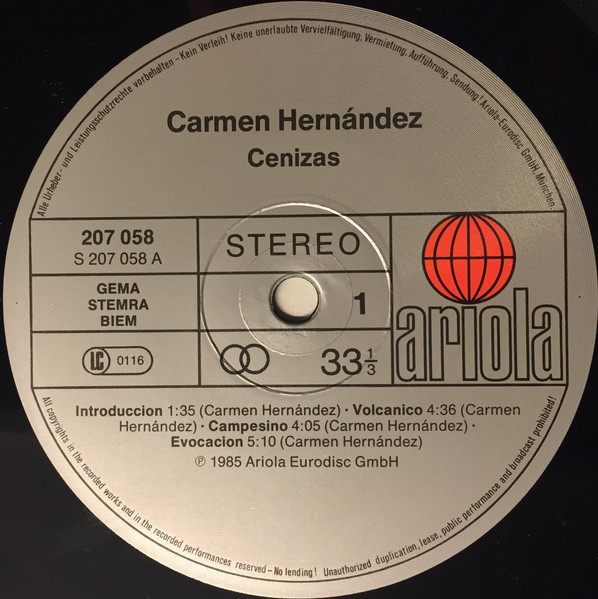 Alle Urheber- und Leistungsschutzrechte vorbehalten – Kein Verleih! Keine unerlaubte Vervielfältigung, Vermietung, Aufführung, Sendung! Ariola-Eurodisc GmbH, München.
Carmen Hernández
Cenizas
207 058
S 207 058 A
STEREO
GEMA
STEMRA
BIEM
1
ariola
LC 0116
33 1/3
Introduccion 1:35 (Carmen Hernández) · Volcanico 4:36 (Carmen
Hernández) · Campesino 4:05 (Carmen Hernández) ·
Evocacion 5:10 (Carmen Hernández)
℗ 1985 Ariola Eurodisc GmbH
All copyrights in the recorded works and in the recorded performances reserved – No lending! Unauthorized duplication, lease, public performance and broadcast prohibited!